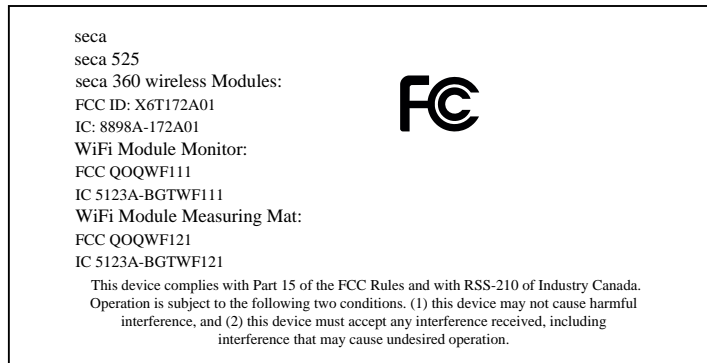 seca
seca 525
seca 360 wireless Modules:
FCC ID: X6T172A01
IC: 8898A-172A01
WiFi Module Monitor:
FCC QOQWF111
IC 5123A-BGTWF111
WiFi Module Measuring Mat:
FCC QOQWF121
IC 5123A-BGTWF121
FC
This device complies with Part 15 of the FCC Rules and with RSS-210 of Industry Canada.
Operation is subject to the following two conditions. (1) this device may not cause harmful
interference, and (2) this device must accept any interference received, including
interference that may cause undesired operation.